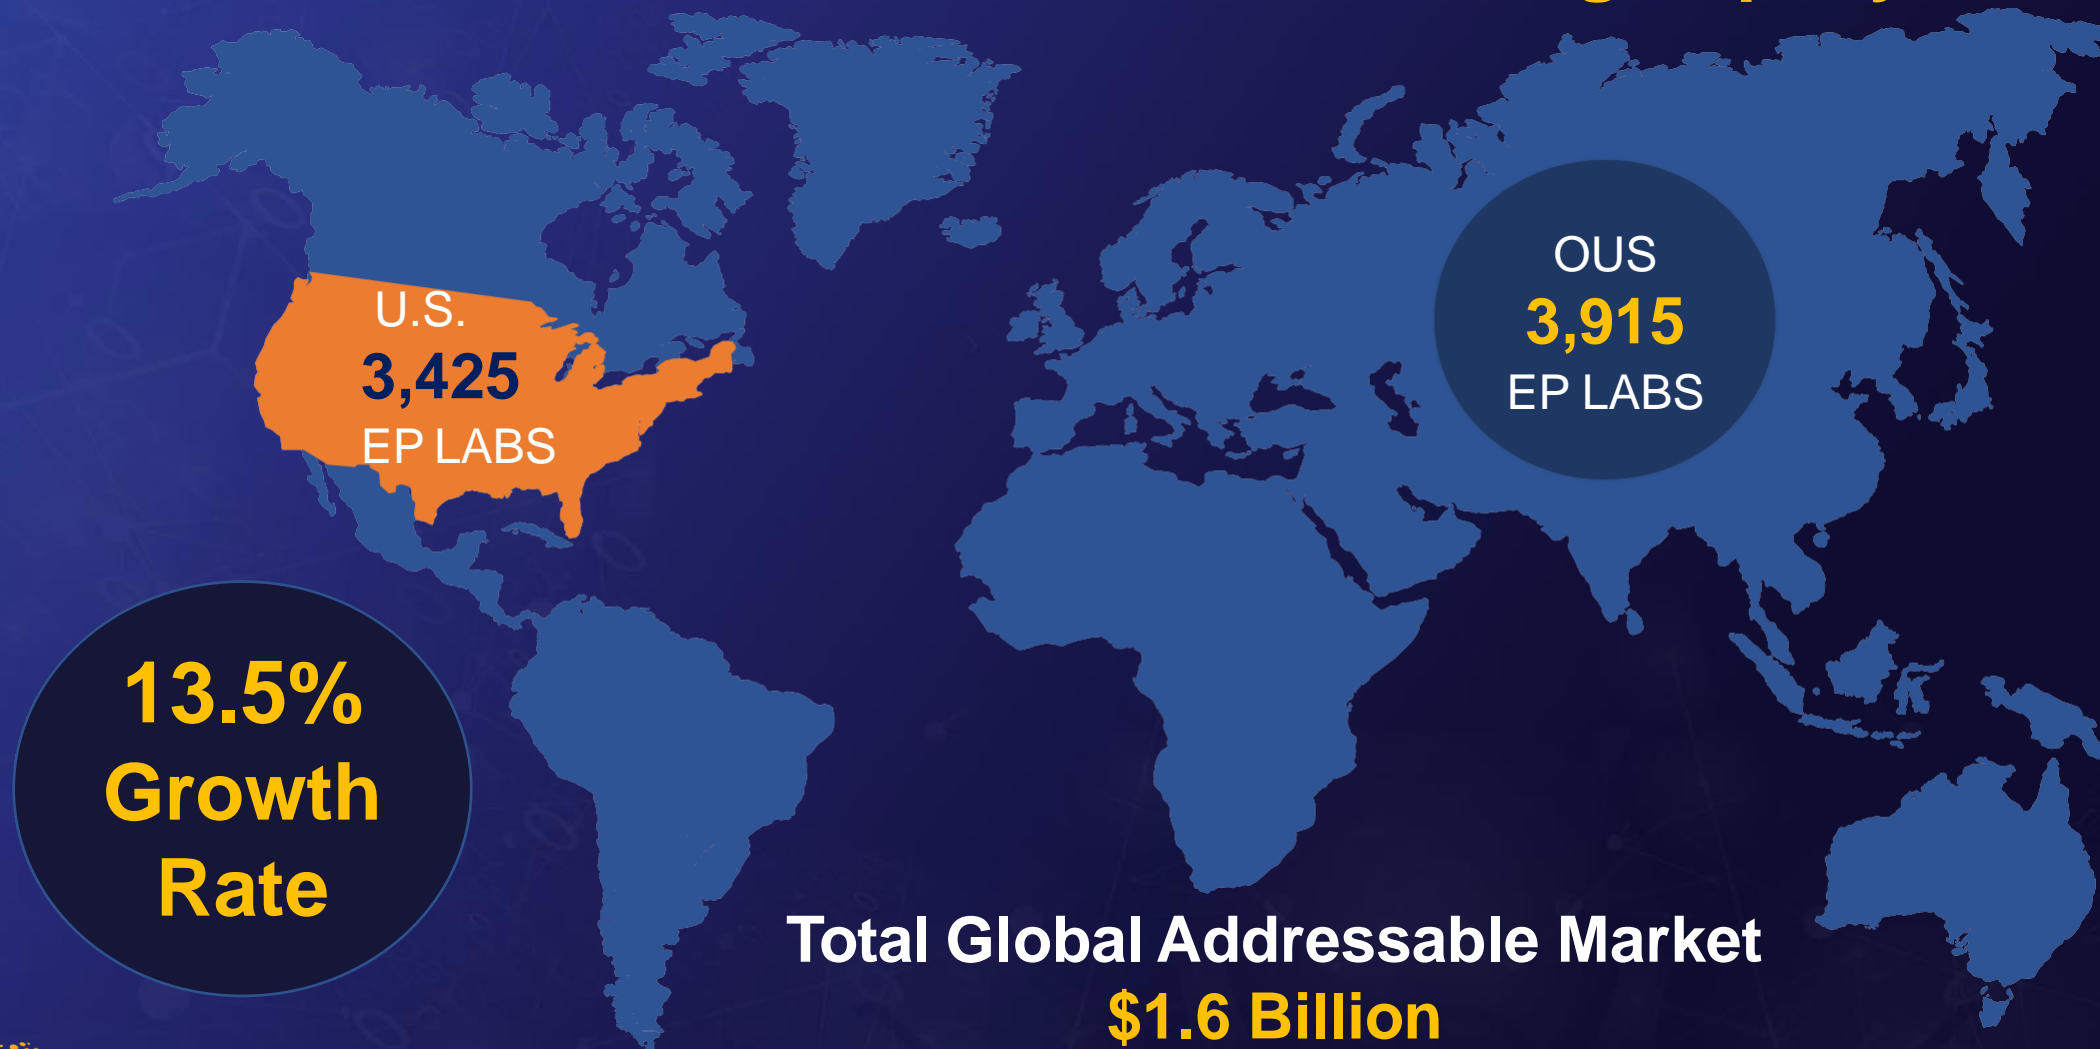 U.S.
3,425
EP LABS
OUS
3,915
EP LABS
13.5%
Growth
Rate
Total Global Addressable Market
$1.6 Billion